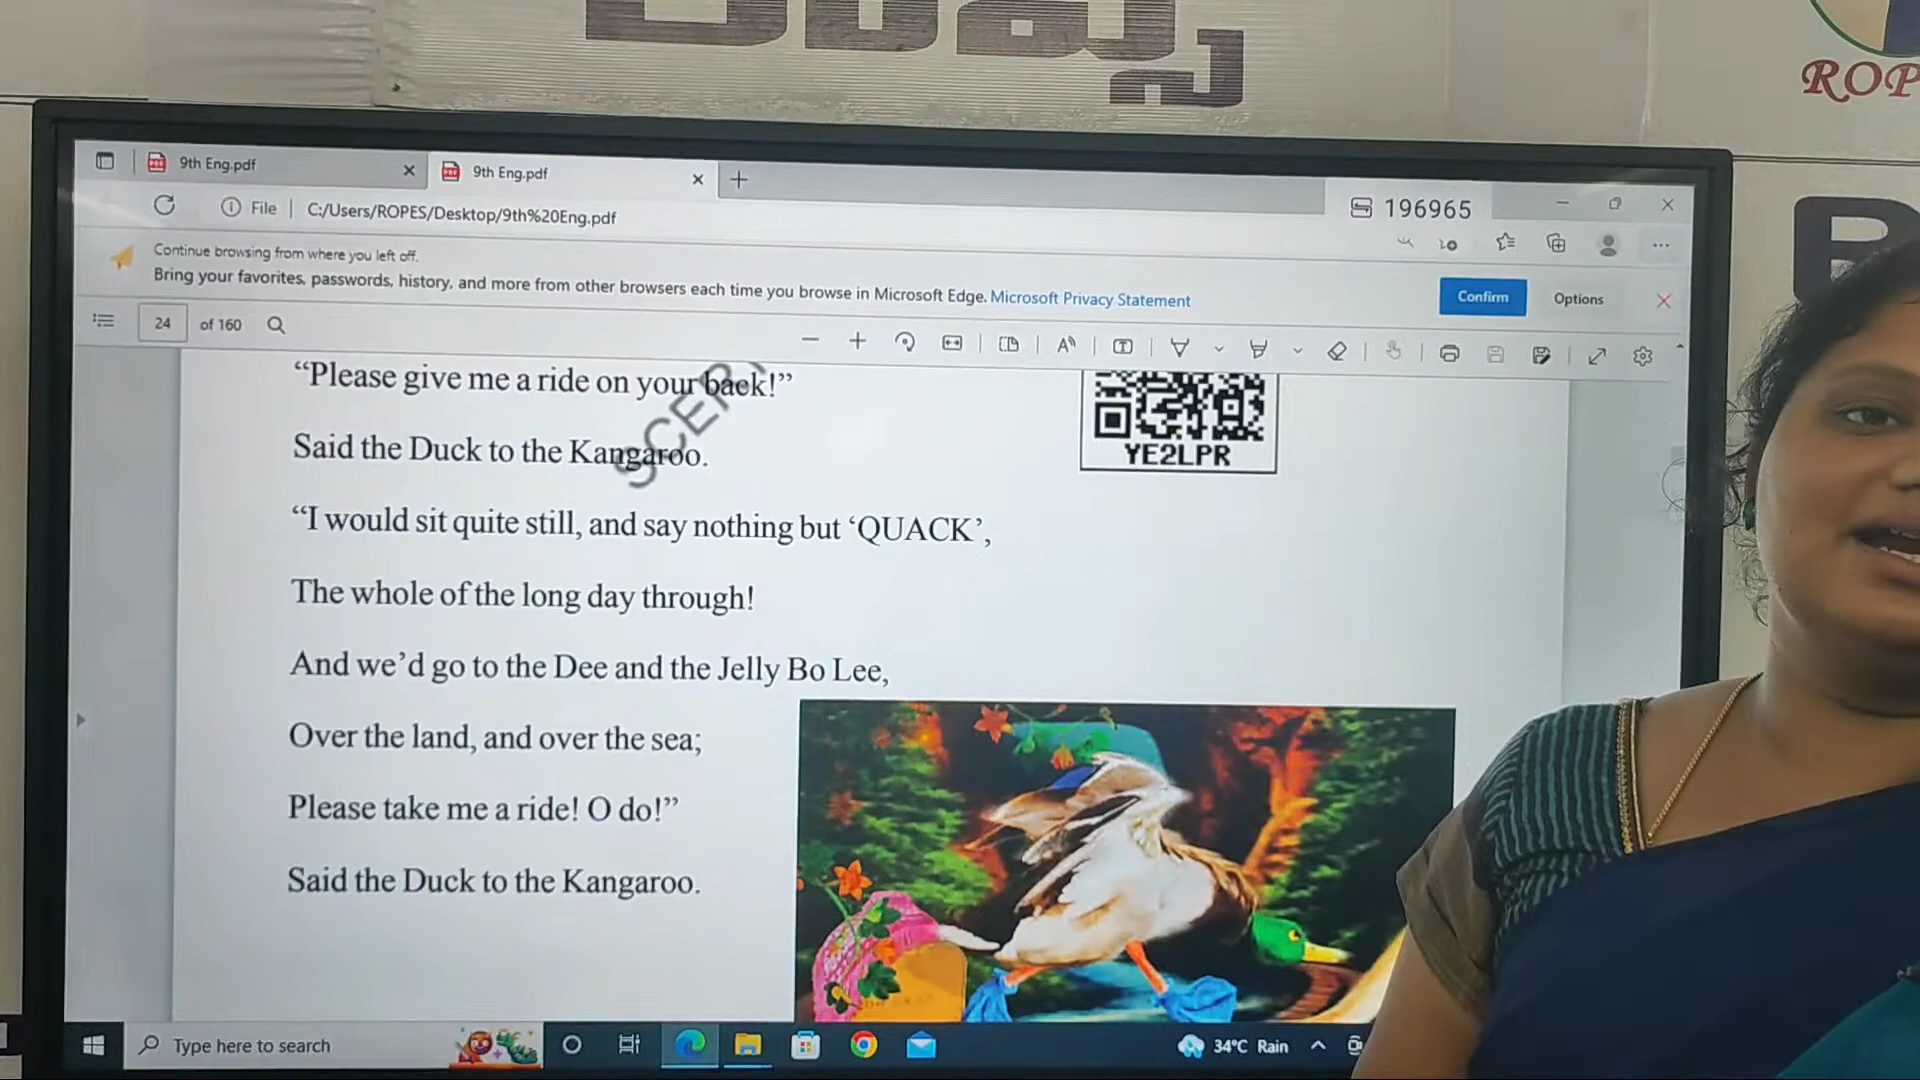 ROP
9th Eng.pdf
9th Eng.pdf
196965
File
C:/Users/ROPES/Desktop/9th%20Eng.pdf
Continue browsing from where you left off.
Bring your favorites, passwords, history, and more from other browsers each time you browse in Microsoft Edge. Microsoft Privacy Statement
Confirm
Options
24 of 160
“Please give me a ride on your back!”
YE2LPR
Said the Duck to the Kangaroo.
“I would sit quite still, and say nothing but ‘QUACK’,
The whole of the long day through!
And we’d go to the Dee and the Jelly Bo Lee,
Over the land, and over the sea;
Please take me a ride! O do!”
Said the Duck to the Kangaroo.
Type here to search
34°C Rain